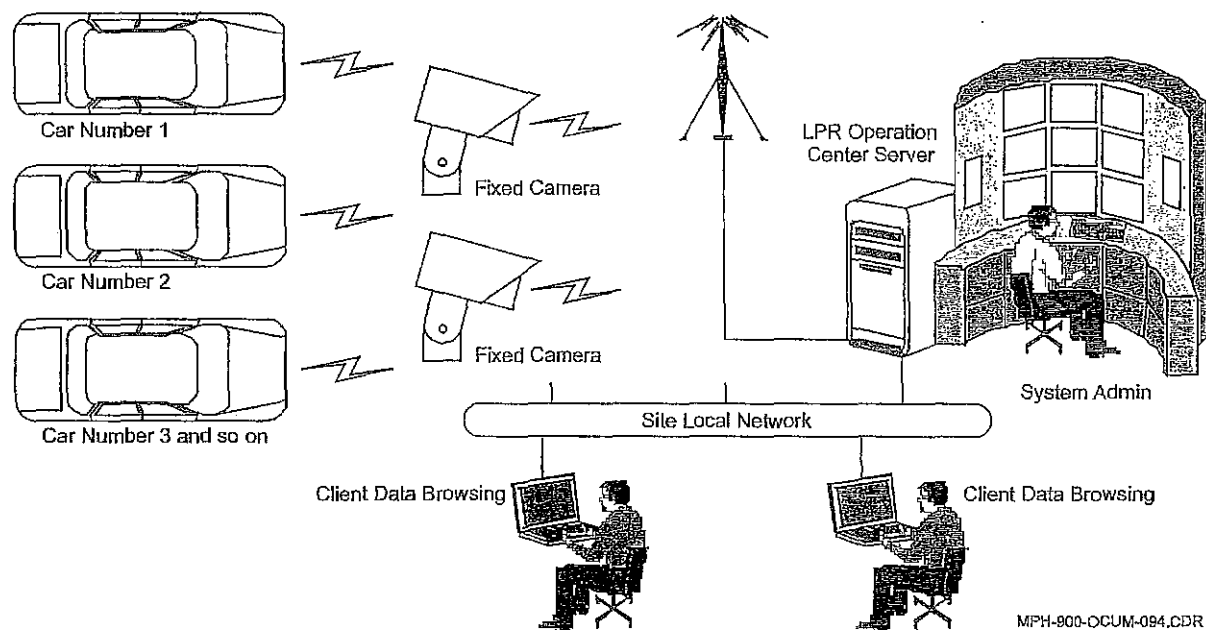 Car Number 1
Fixed Camera
LPR Operation
Center Server
Car Number 2
Fixed Camera
System Admin
Car Number 3 and so on
Site Local Network
Client Data Browsing
Client Data Browsing
MPH-900-OCUM-094.CDR